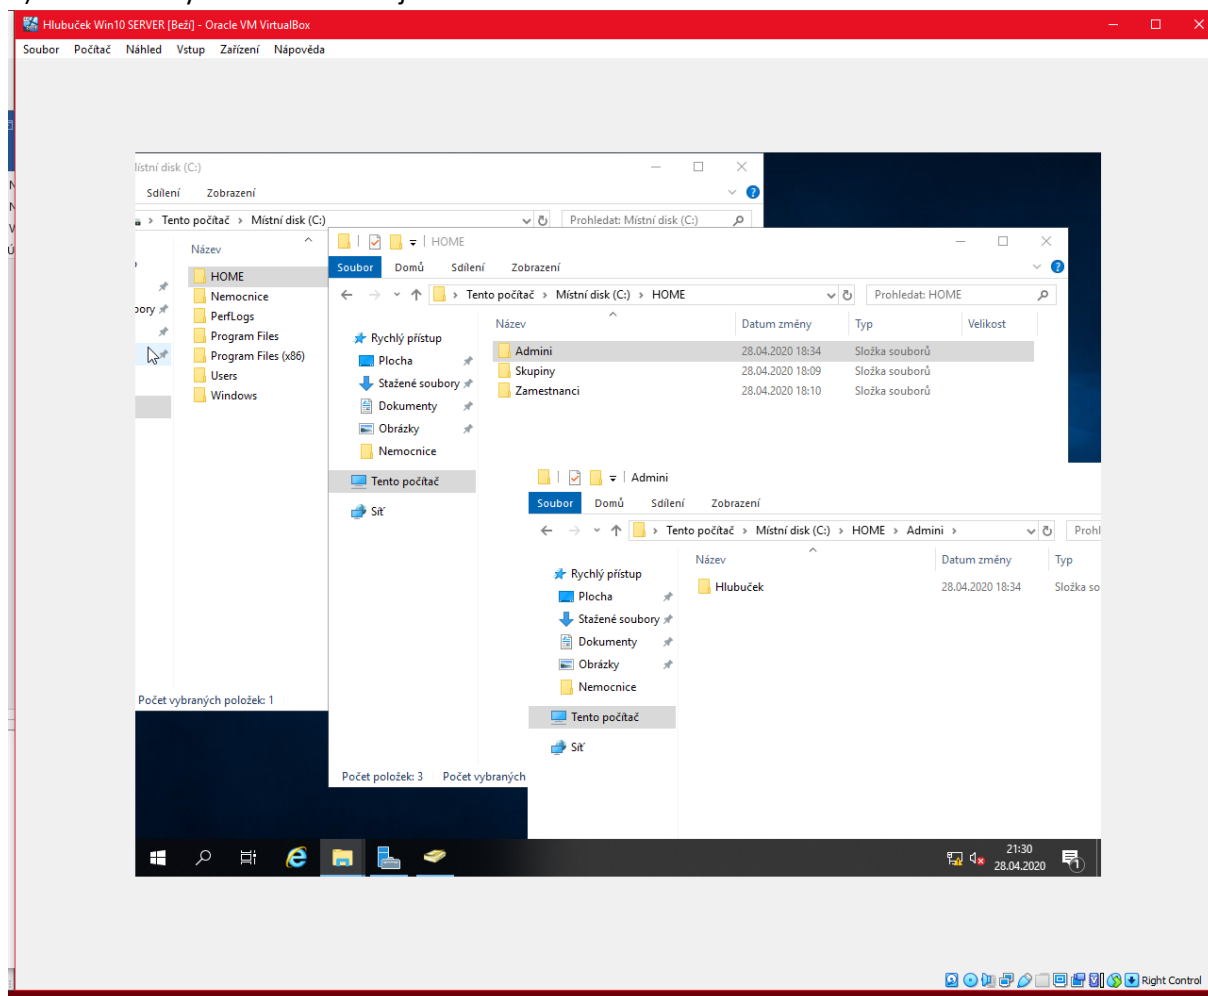 Hlubuček Win10 SERVER [Beží] - Oracle VM VirtualBox
Soubor Počítač Náhled Vstup Zařízení Nápověda
Místní disk (C:)
Sdílení Zobrazení
Tento počítač › Místní disk (C:)
Prohledat: Místní disk (C:)
Název
HOME
Nemocnice
PerfLogs
Program Files
Program Files (x86)
Users
Windows
Počet vybraných položek: 1
HOME
Soubor Domů Sdílení Zobrazení
Tento počítač › Místní disk (C:) › HOME
Prohledat: HOME
Rychlý přístup
Plocha
Stažené soubory
Dokumenty
Obrázky
Nemocnice
Tento počítač
Síť
Název Datum změny Typ Velikost
Admini 28.04.2020 18:34 Složka souborů
Skupiny 28.04.2020 18:09 Složka souborů
Zamestnanci 28.04.2020 18:10 Složka souborů
Počet položek: 3 Počet vybraných
Admini
Soubor Domů Sdílení Zobrazení
Tento počítač › Místní disk (C:) › HOME › Admini ›
Prohl
Rychlý přístup
Plocha
Stažené soubory
Dokumenty
Obrázky
Nemocnice
Tento počítač
Síť
Název Datum změny Typ
Hlubuček 28.04.2020 18:34 Složka so
21:30
28.04.2020
1
Right Control